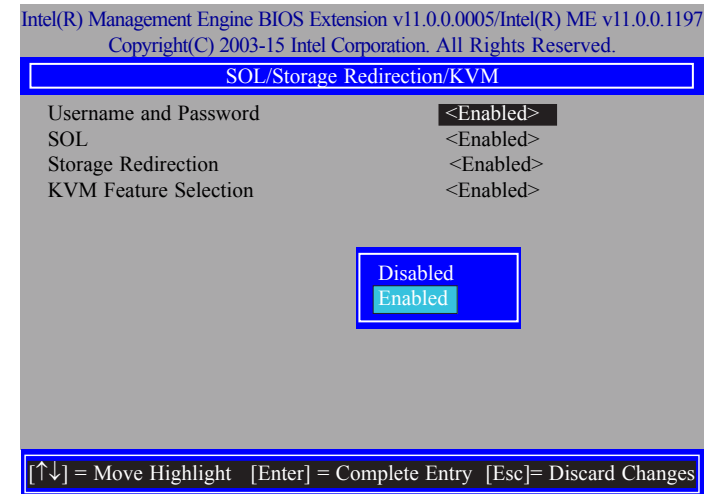 Intel(R) Management Engine BIOS Extension v11.0.0.0005/Intel(R) ME v11.0.0.1197
Copyright(C) 2003-15 Intel Corporation. All Rights Reserved.
SOL/Storage Redirection/KVM
Username and Password <Enabled>
SOL <Enabled>
Storage Redirection <Enabled>
KVM Feature Selection <Enabled>
Disabled
Enabled
[↑↓] = Move Highlight [Enter] = Complete Entry [Esc]= Discard Changes